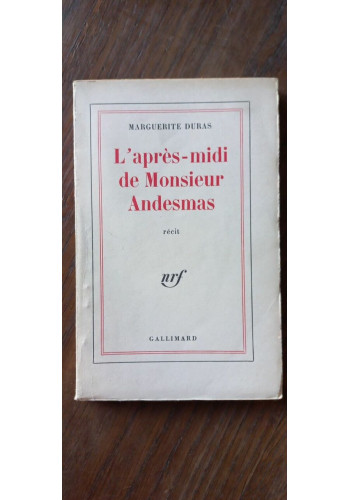 MARGUERITE DURAS
L'après-midi
de Monsieur
Andesmas
récit
nrf
GALLIMARD